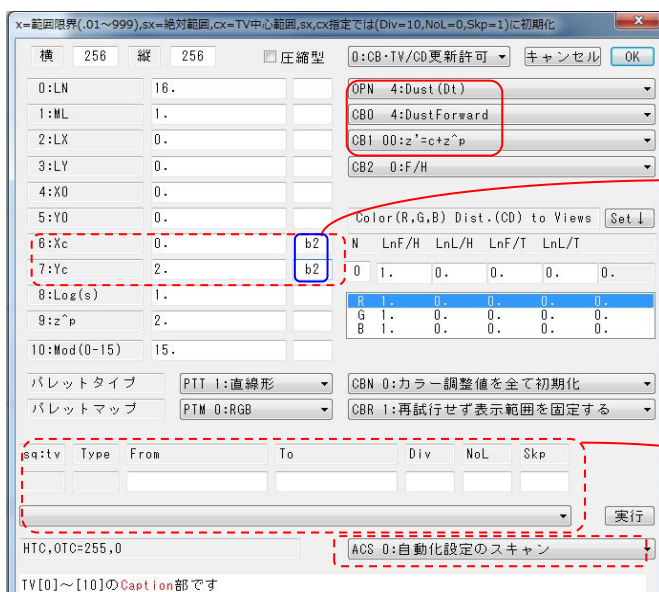 x=範囲限界(.01～999),sx=絶対範囲,cx=TV中心範囲,sx,cx指定では(Div=10,NoL=0,Skp=1)に初期化
横 256 縦 256 圧縮型 0:CB・TV/CD更新許可 キャンセル OK
0:LN 16. OPN 4:Dust(Dt)
1:ML 1. CB0 4:DustForward
2:LX 0. CB1 00:z'=c+z^p
3:LY 0. CB2 0:F/H
4:X0 0.
5:Y0 0. Color(R,G,B) Dist.(CD) to Views Set↓
6:Xc 0. b2 N LnF/H LnL/H LnF/T LnL/T
7:Yc 2. b2 0 1. 0. 0. 0. 0.
8:Log(s) 1. R 1. 0. 0. 0. 0.
9:z^p 2. G 1. 0. 0. 0. 0.
B 1. 0. 0. 0. 0.
10:Mod(0-15) 15.
パレットタイプ PTT 1:直線形 CBN 0:カラー調整値を全て初期化
パレットマップ PTM 0:RGB CBR 1:再試行せず表示範囲を固定する
sq:tv Type From To Div NoL Skp
実行
HTC,OTC=255,0 ACS 0:自動化設定のスキャン
TV[0]～[10]のCaption部です